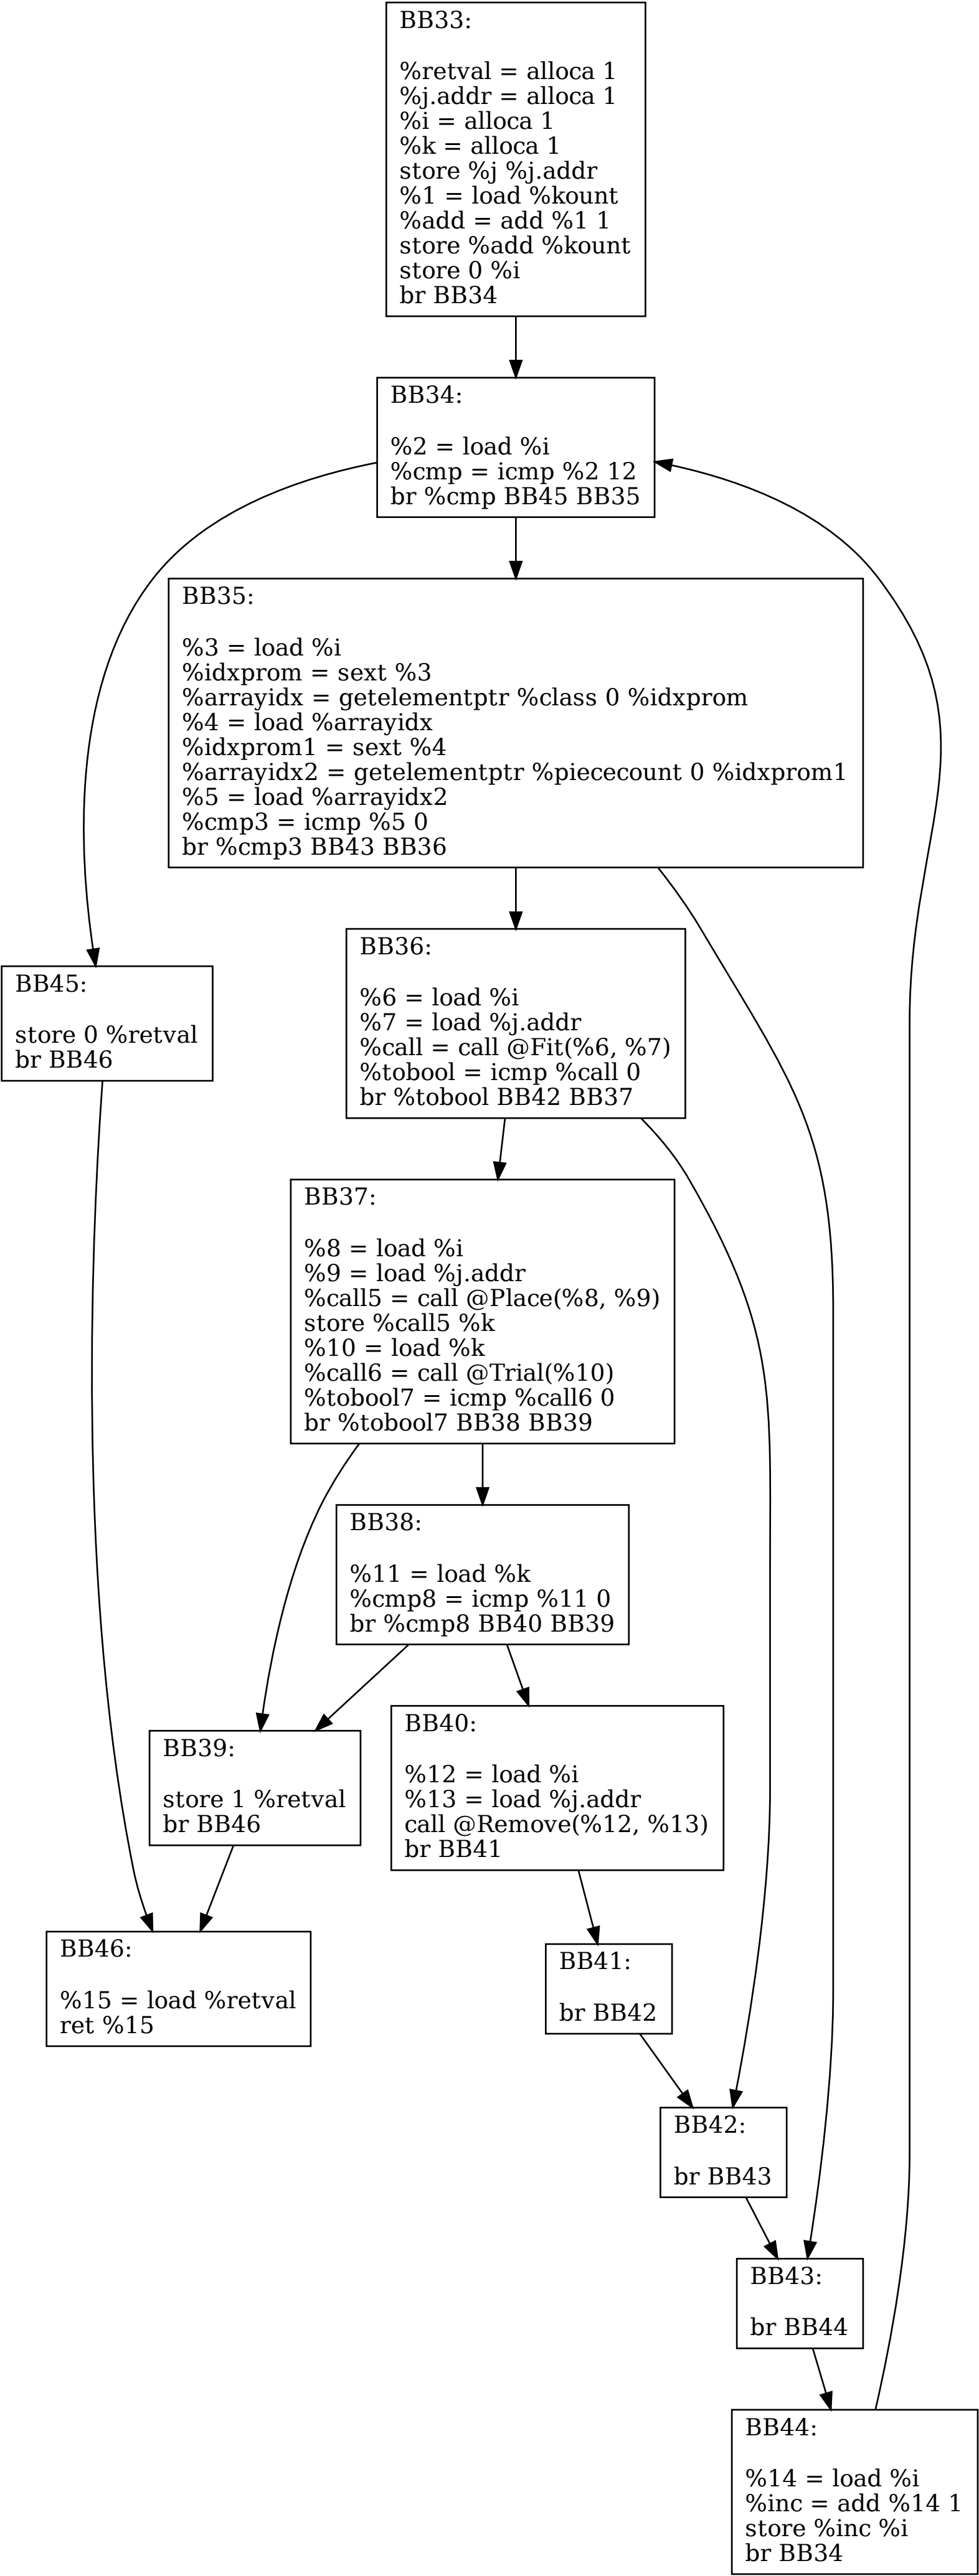 BB33:
%retval = alloca 1
%j.addr = alloca 1
%i = alloca 1
%k = alloca 1
store %j %j.addr
%1 = load %kount
%add = add %1 1
store %add %kount
store 0 %i
br BB34
BB34:
%2 = load %i
%cmp = icmp %2 12
br %cmp BB45 BB35
BB35:
%3 = load %i
%idxprom = sext %3
%arrayidx = getelementptr %class 0 %idxprom
%4 = load %arrayidx
%idxprom1 = sext %4
%arrayidx2 = getelementptr %piececount 0 %idxprom1
%5 = load %arrayidx2
%cmp3 = icmp %5 0
br %cmp3 BB43 BB36
BB36:
%6 = load %i
%7 = load %j.addr
%call = call @Fit(%6, %7)
%tobool = icmp %call 0
br %tobool BB42 BB37
BB45:
store 0 %retval
br BB46
BB37:
%8 = load %i
%9 = load %j.addr
%call5 = call @Place(%8, %9)
store %call5 %k
%10 = load %k
%call6 = call @Trial(%10)
%tobool7 = icmp %call6 0
br %tobool7 BB38 BB39
BB38:
%11 = load %k
%cmp8 = icmp %11 0
br %cmp8 BB40 BB39
BB39:
store 1 %retval
br BB46
BB40:
%12 = load %i
%13 = load %j.addr
call @Remove(%12, %13)
br BB41
BB46:
%15 = load %retval
ret %15
BB41:
br BB42
BB42:
br BB43
BB43:
br BB44
BB44:
%14 = load %i
%inc = add %14 1
store %inc %i
br BB34